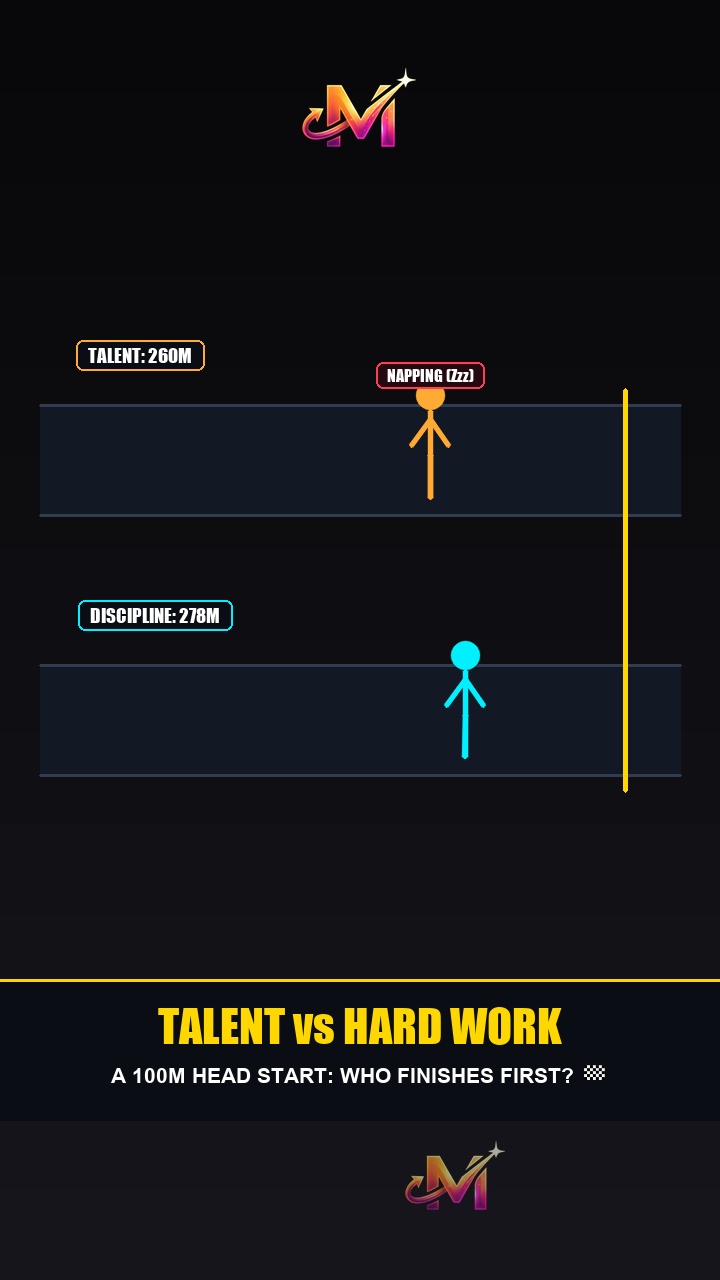 M
TALENT: 260M
NAPPING (Zzz)
DISCIPLINE: 278M
TALENT vs HARD WORK
A 100M HEAD START: WHO FINISHES FIRST?
M